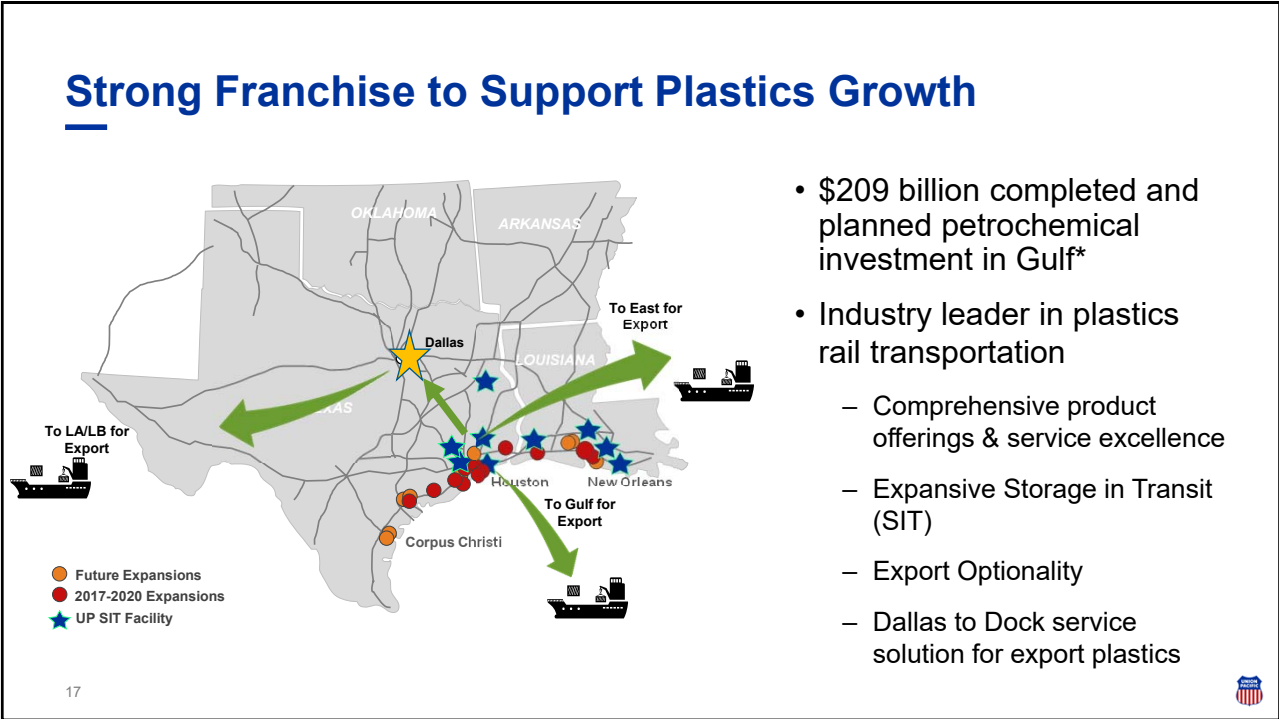 Strong Franchise to Support Plastics Growth
OKLAHOMA
ARKANSAS
To East for
Export
Dallas
LOUISIANA
To LA/LB for
Export
Houston
New Orleans
To Gulf for
Export
Corpus Christi
Future Expansions
2017-2020 Expansions
UP SIT Facility
• $209 billion completed and
planned petrochemical
investment in Gulf*
• Industry leader in plastics
rail transportation
– Comprehensive product
offerings & service excellence
– Expansive Storage in Transit
(SIT)
– Export Optionality
– Dallas to Dock service
solution for export plastics
17
UNION
PACIFIC